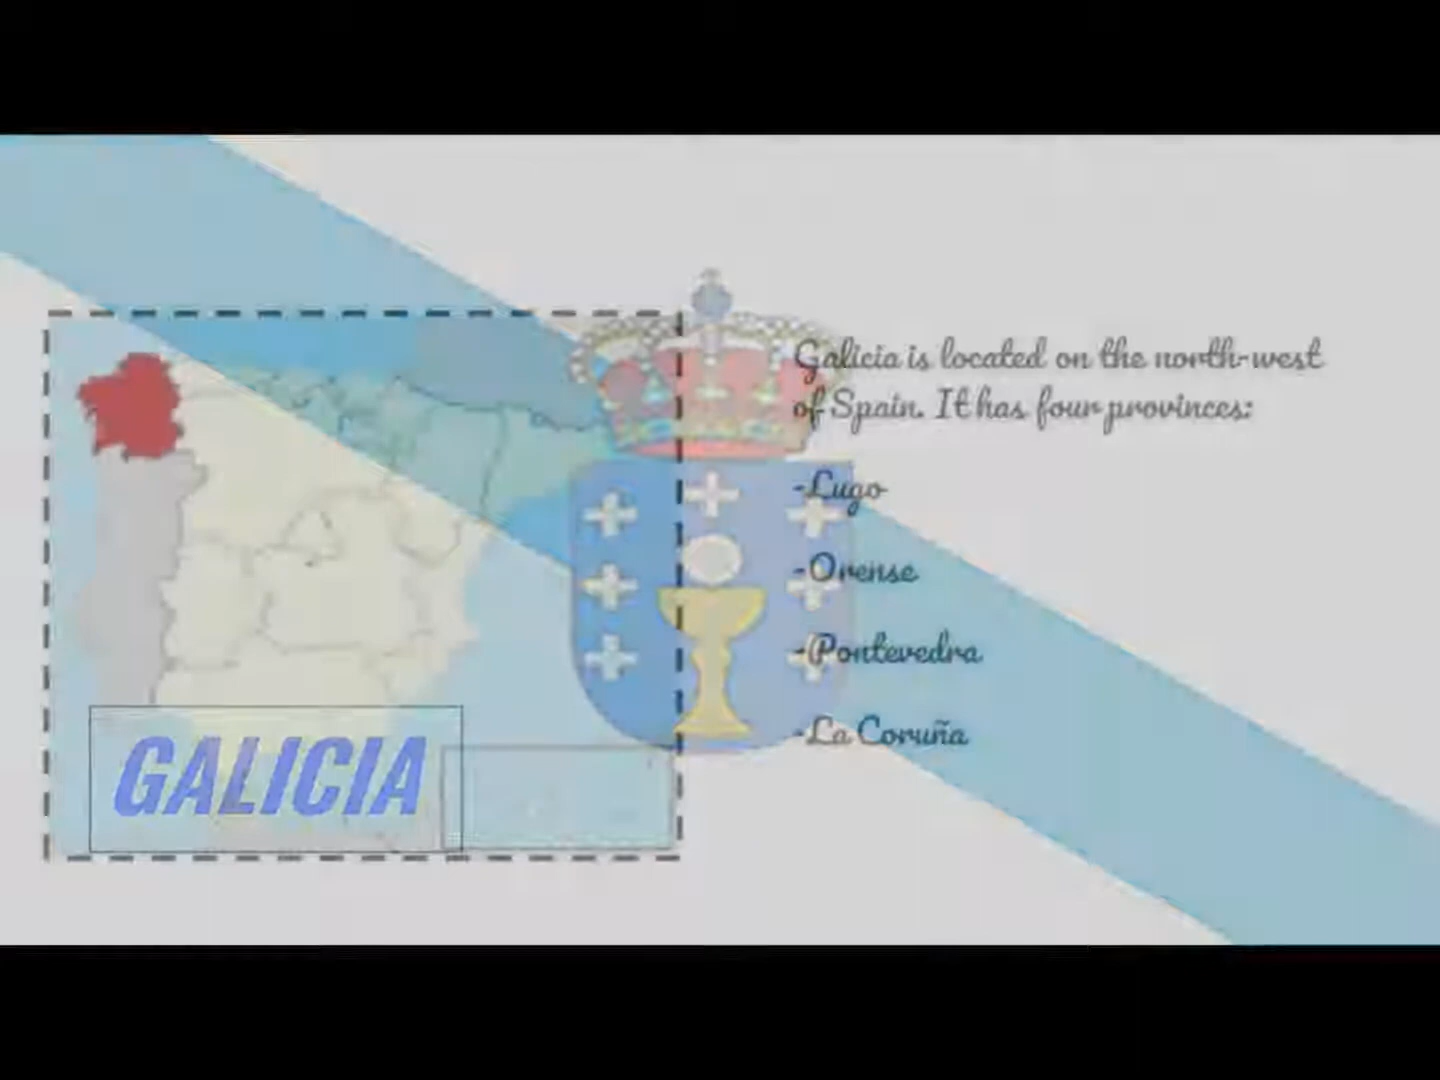 Galicia is located on the north-west
of Spain. It has four provinces:
-Lugo
-Orense
-Pontevedra
-La Coruña
GALICIA